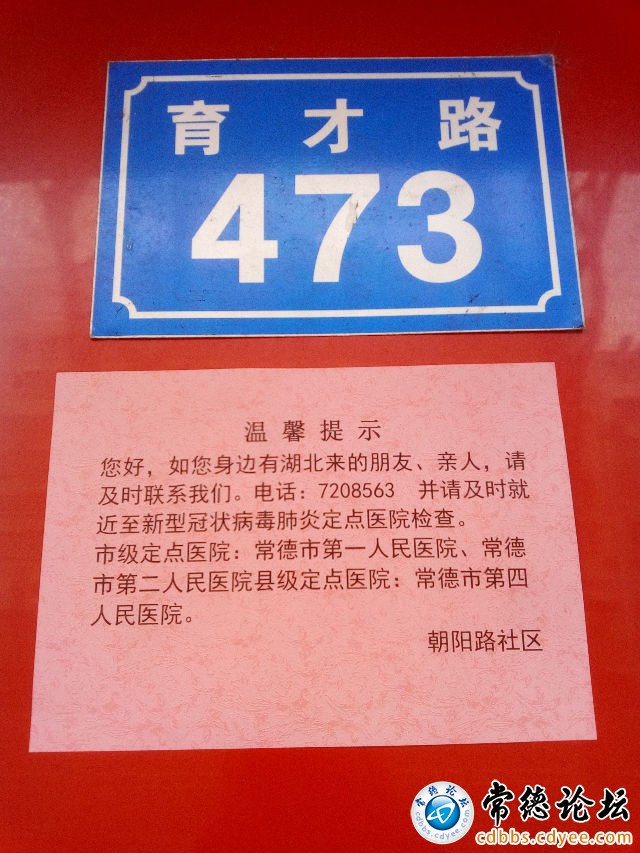 育才路
473
温馨提示
您好，如您身边有湖北来的朋友、亲人，请
及时联系我们。电话：7208563 并请及时就
近至新型冠状病毒肺炎定点医院检查。
市级定点医院：常德市第一人民医院、常德
市第二人民医院县级定点医院：常德市第四
人民医院。
朝阳路社区
常德论坛
cdbbs.cdyee.com